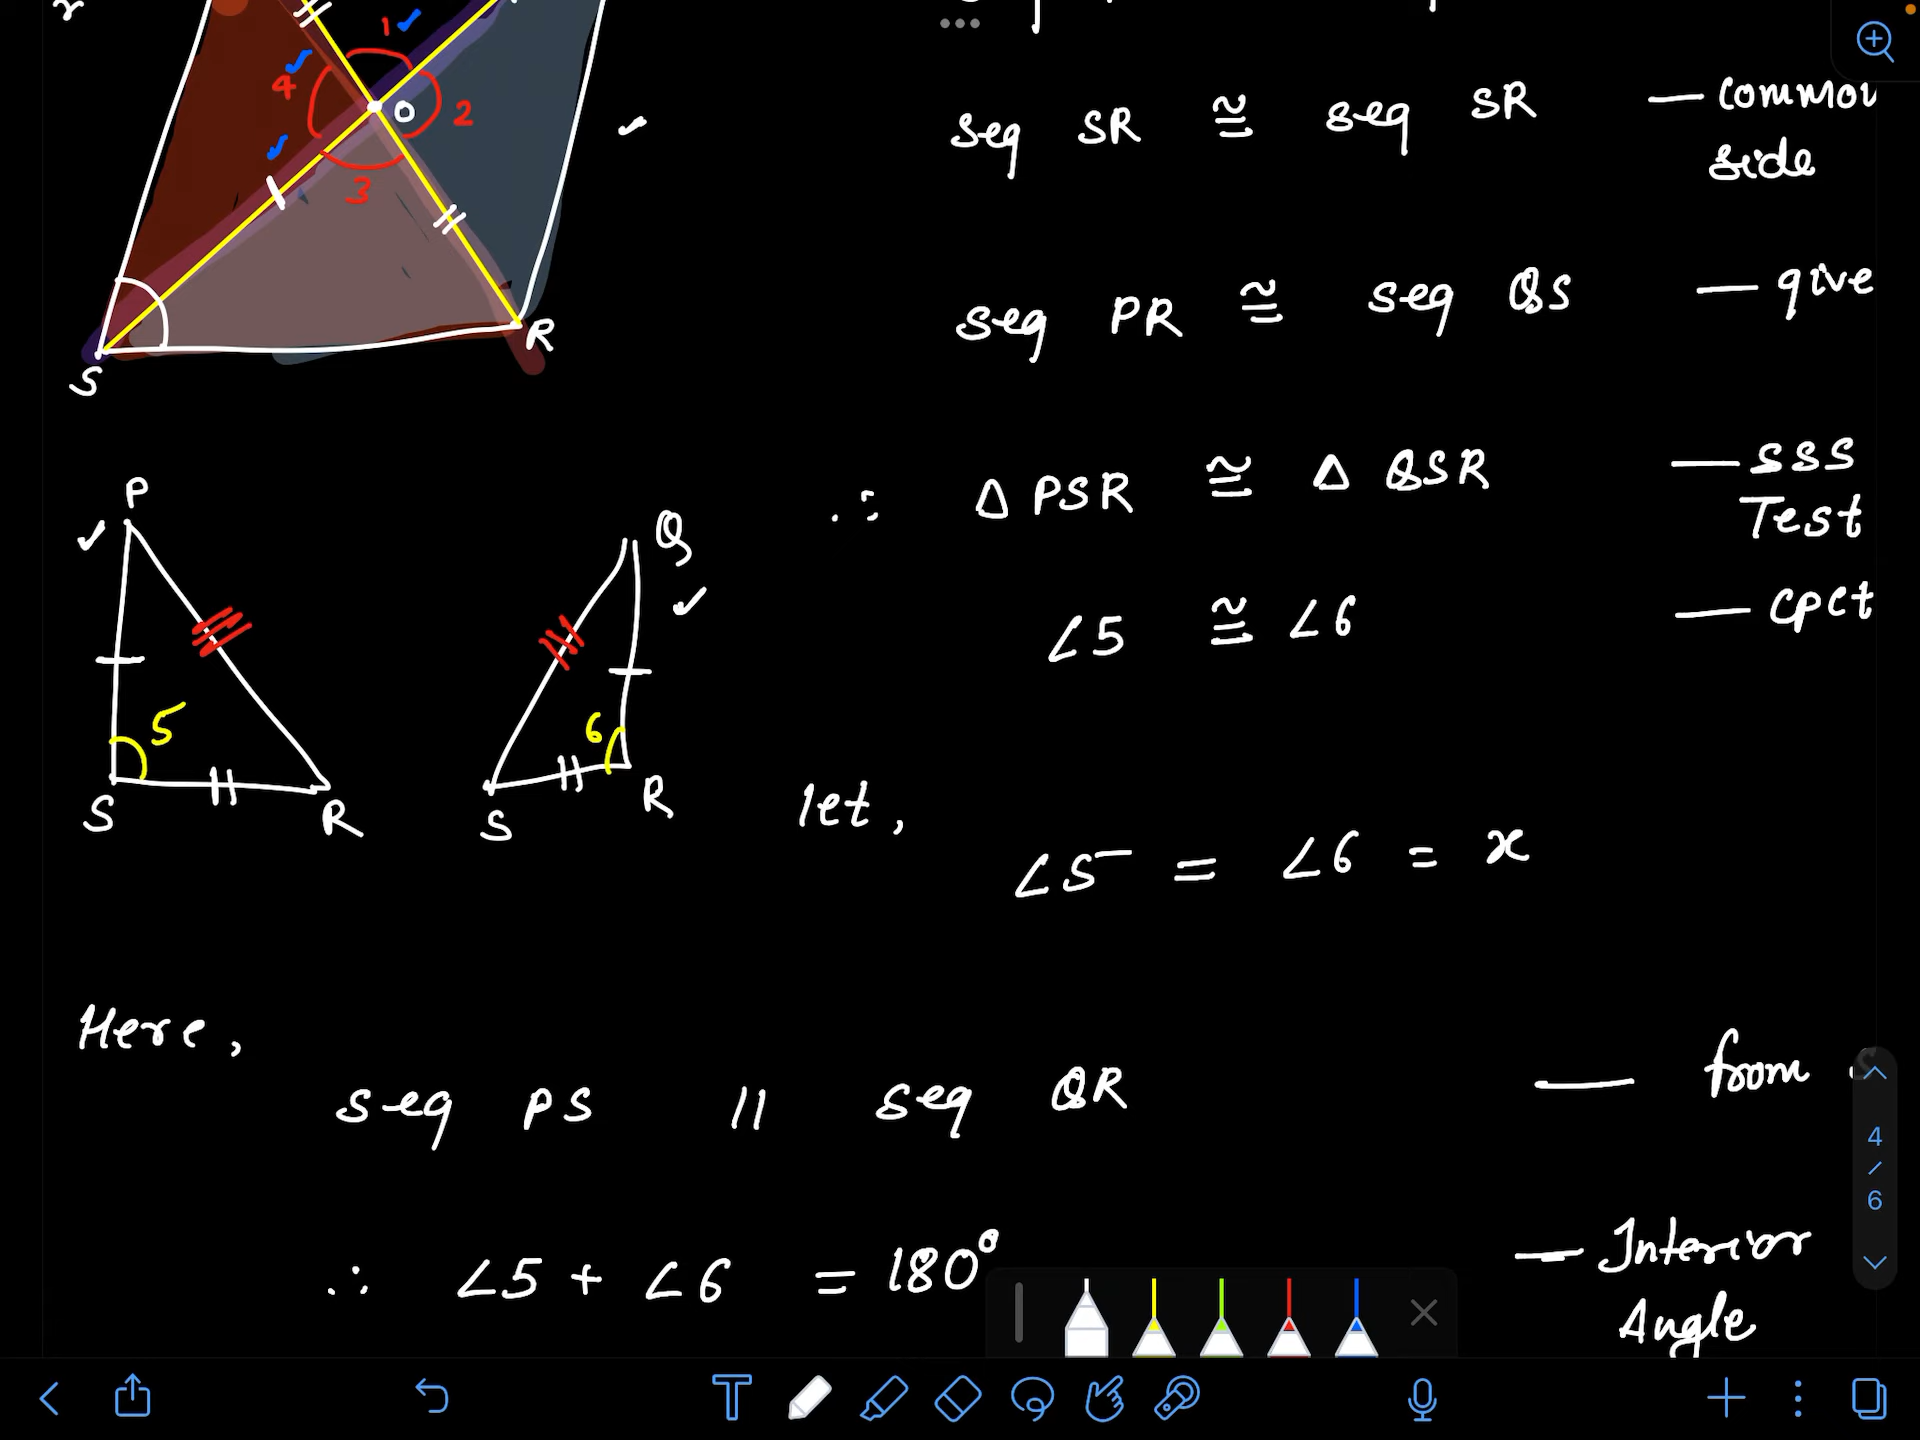 1
4
O
2
3
S
R
seg SR ≅ seg SR — common
side
seg PR ≅ seg QS — give
∴ Δ PSR ≅ Δ QSR — SSS
Test
∠5 ≅ ∠6 — cpct
P
5
S
R
Q
6
S
R
let,
∠5 = ∠6 = x
Here,
seg PS || seg QR — from
∴ ∠5 + ∠6 = 180° — Interior
Angle
4
/
6
T